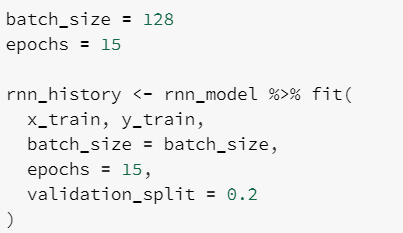 batch_size = 128
epochs = 15

rnn_history <- rnn_model %>% fit(
  x_train, y_train,
  batch_size = batch_size,
  epochs = 15,
  validation_split = 0.2
)